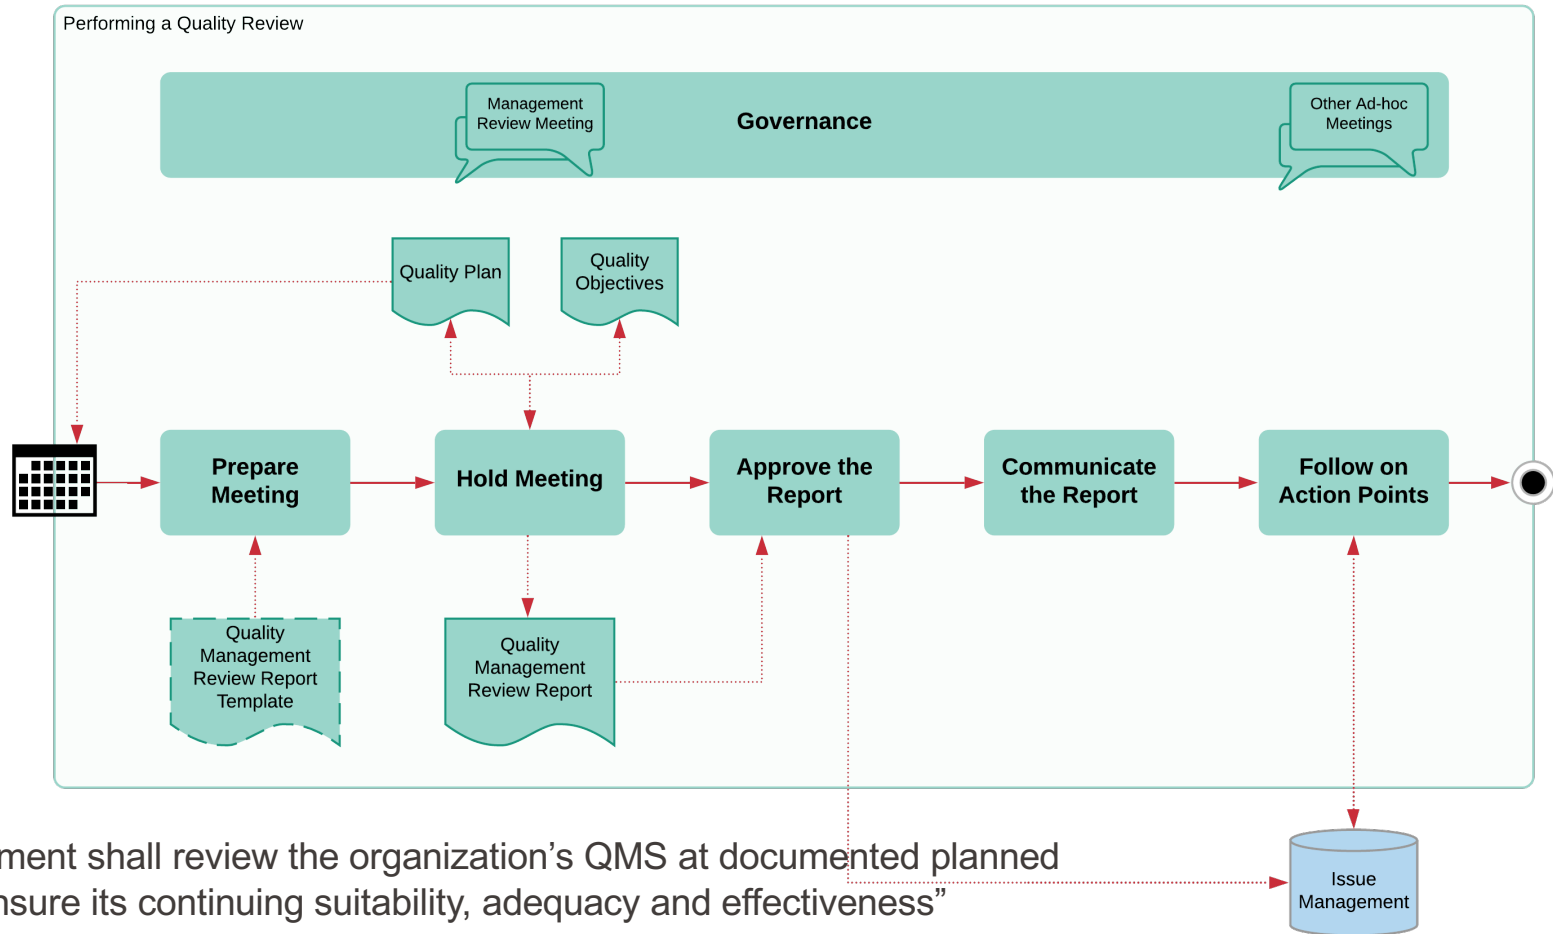 Performing a Quality Review
Management
Review Meeting
Governance
Other Ad-hoc
Meetings
Quality Plan
Quality
Objectives
Prepare
Meeting
Hold Meeting
Approve the
Report
Communicate
the Report
Follow on
Action Points
Quality
Management
Review Report
Template
Quality
Management
Review Report
Issue
Management
shall review the organization’s QMS at documented planned
its continuing suitability, adequacy and effectiveness”